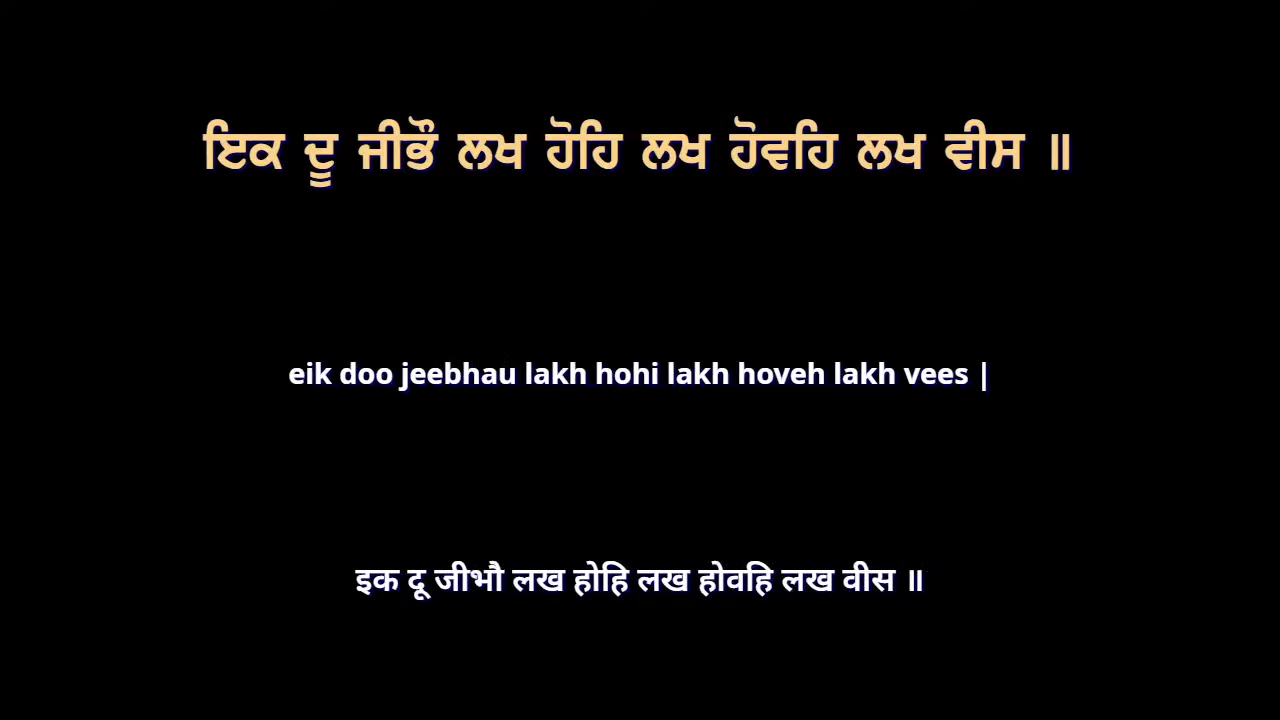 ਇਕ ਦੂ ਜੀਭੌ ਲਖ ਹੋਹਿ ਲਖ ਹੋਵਹਿ ਲਖ ਵੀਸ ॥
eik doo jeebhau lakh hohi lakh hoveh lakh vees |
इक दू जीभौ लख होहि लख होवहि लख वीस ॥